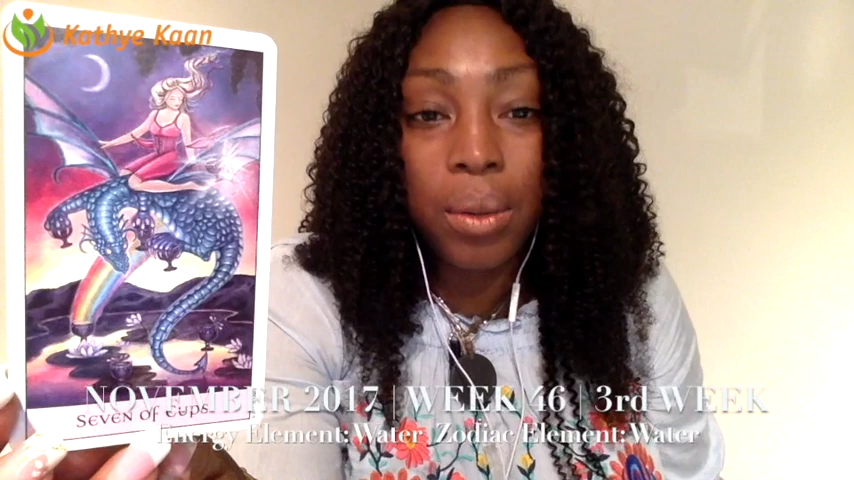 Kathye Kaan
SEVEN OF CUPS
NOVEMBER 2017 | WEEK 46 | 3rd WEEK
Energy Element: Water Zodiac Element: Water